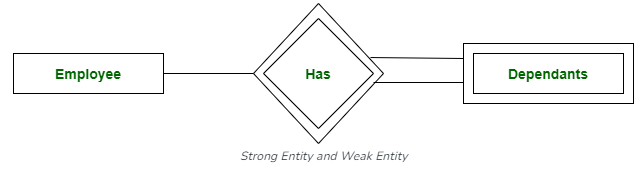 Employee
Has
Dependants
Strong Entity and Weak Entity